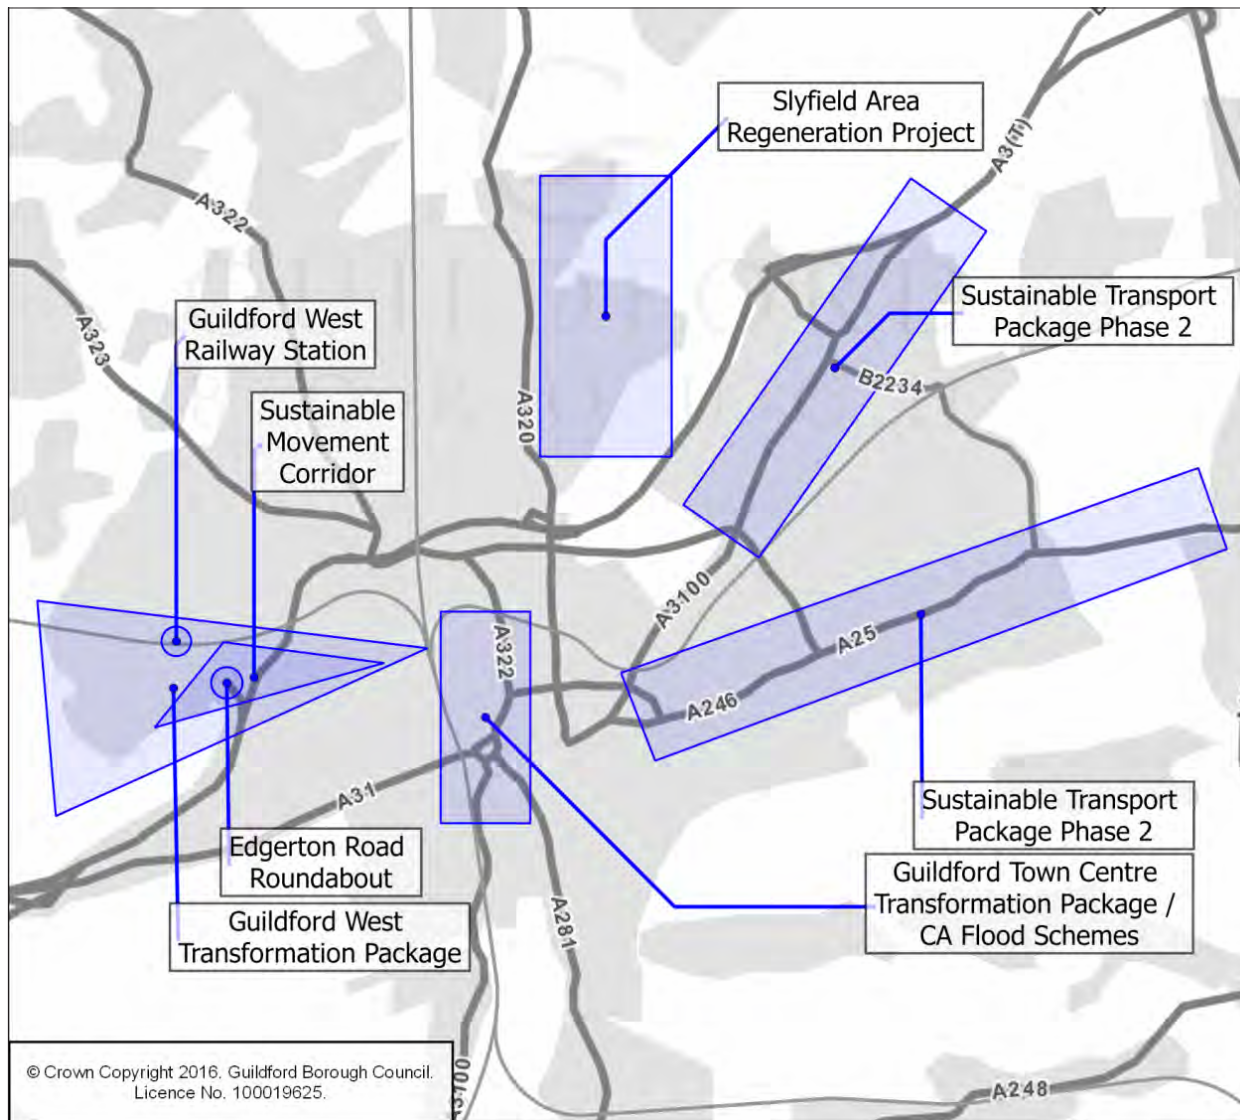 A3(T)
Slyfield Area
Regeneration Project
A322
Sustainable Transport
Package Phase 2
Guildford West
Railway Station
A323
B2234
Sustainable
Movement
Corridor
A320
A3100
A322
A25
A246
A31
Sustainable Transport
Package Phase 2
Edgerton Road
Roundabout
Guildford Town Centre
Transformation Package /
CA Flood Schemes
Guildford West
Transformation Package
A281
© Crown Copyright 2016. Guildford Borough Council.
Licence No. 100019625.
A248